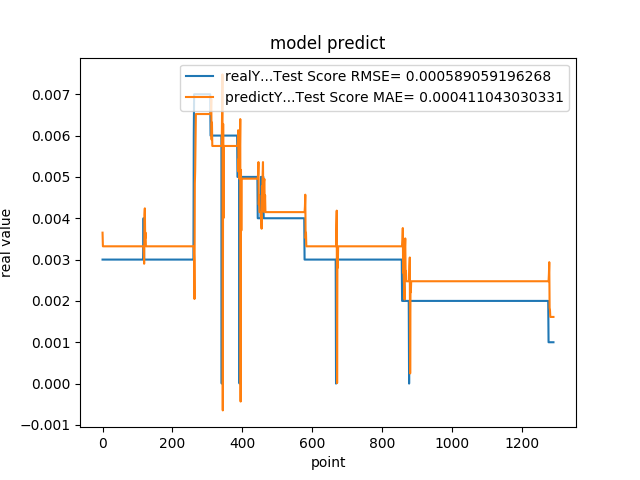 model predict
realY...Test Score RMSE= 0.000589059196268
predictY...Test Score MAE= 0.000411043030331
real value
0.007
0.006
0.005
0.004
0.003
0.002
0.001
0.000
−0.001
0 200 400 600 800 1000 1200
point